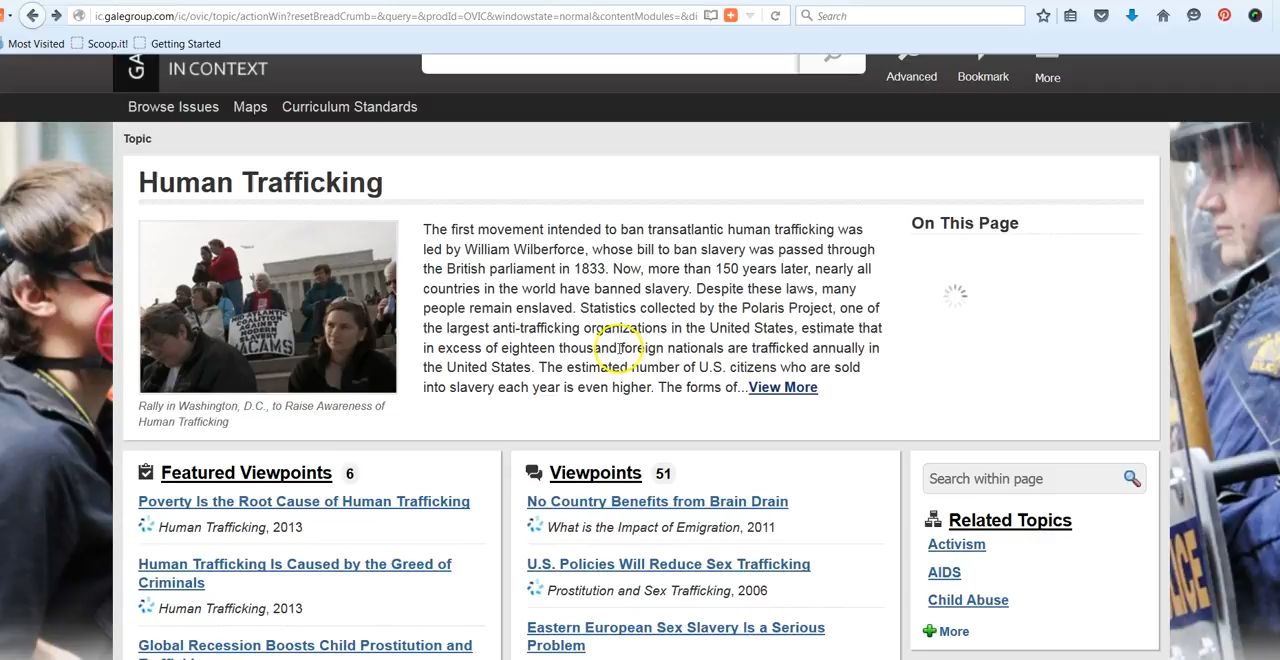 ic.galegroup.com/ic/ovic/topic/actionWin?resetBreadCrumb=&query=&prodId=OVIC&windowstate=normal&contentModules=&di
Search
Most Visited Scoop.it! Getting Started
GA
IN CONTEXT
Advanced Bookmark More
Browse Issues Maps Curriculum Standards
Topic
Human Trafficking
NO
ATLANTIC
COALITION
AGAINST
MODERN
SLAVERY
MACAMS
Rally in Washington, D.C., to Raise Awareness of
Human Trafficking
The first movement intended to ban transatlantic human trafficking was
led by William Wilberforce, whose bill to ban slavery was passed through
the British parliament in 1833. Now, more than 150 years later, nearly all
countries in the world have banned slavery. Despite these laws, many
people remain enslaved. Statistics collected by the Polaris Project, one of
the largest anti-trafficking organizations in the United States, estimate that
in excess of eighteen thousand foreign nationals are trafficked annually in
the United States. The estimated number of U.S. citizens who are sold
into slavery each year is even higher. The forms of...View More
On This Page
Featured Viewpoints 6
Poverty Is the Root Cause of Human Trafficking
Human Trafficking, 2013
Human Trafficking Is Caused by the Greed of
Criminals
Human Trafficking, 2013
Global Recession Boosts Child Prostitution and
Viewpoints 51
No Country Benefits from Brain Drain
What is the Impact of Emigration, 2011
U.S. Policies Will Reduce Sex Trafficking
Prostitution and Sex Trafficking, 2006
Eastern European Sex Slavery Is a Serious
Problem
Search within page
Related Topics
Activism
AIDS
Child Abuse
More
POLICE